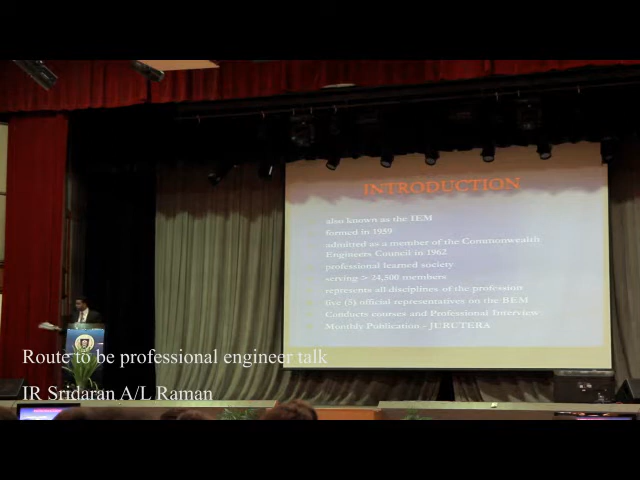 INTRODUCTION
also known as the IEM
formed in 1959
admitted as a member of the Commonwealth
Engineers Council in 1962
professional learned society
serving > 24,500 members
represents all disciplines of the profession
five (5) official representatives on the BEM
Conducts courses and Professional Interview
Monthly Publication - JURUTERA
Route to be professional engineer talk
IR Sridaran A/L Raman